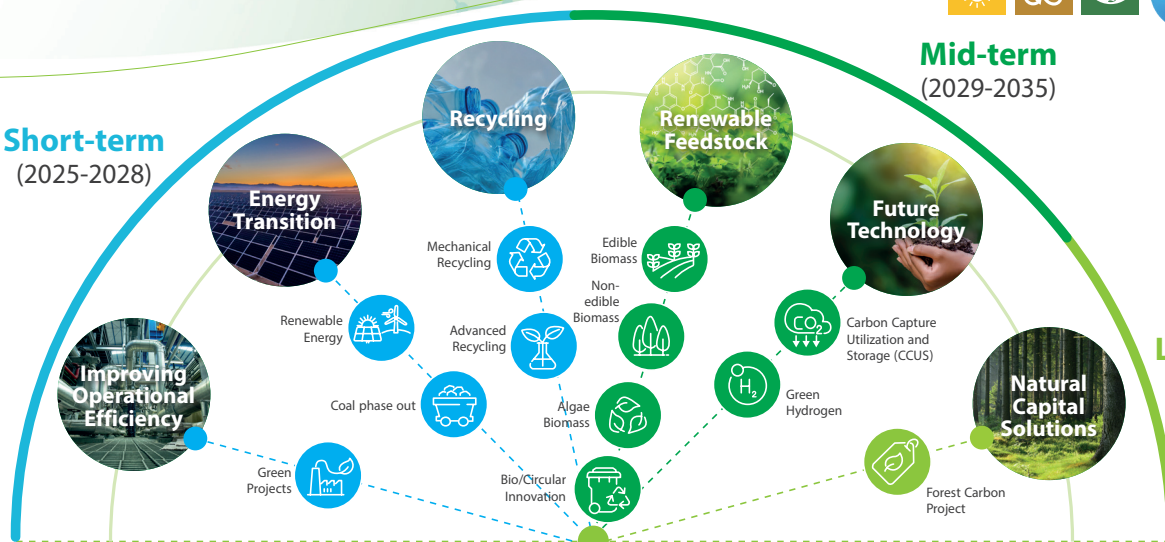 Mid-term
(2029-2035)
Short-term
(2025-2028)
Recycling
Renewable
Feedstock
Energy
Transition
Future
Technology
Mechanical
Recycling
Edible
Biomass
Non-
edible
Biomass
Renewable
Energy
Advanced
Recycling
CO2
Carbon Capture
Utilization and
Storage (CCUS)
Improving
Operational
Efficiency
Natural
Capital
Solutions
Coal phase out
Algae
Biomass
H2
Green
Hydrogen
Green
Projects
Bio/Circular
Innovation
Forest Carbon
Project